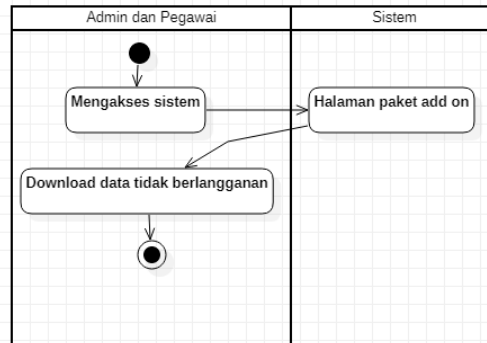 Admin dan Pegawai
Sistem
Mengakses sistem
Halaman paket add on
Download data tidak berlangganan